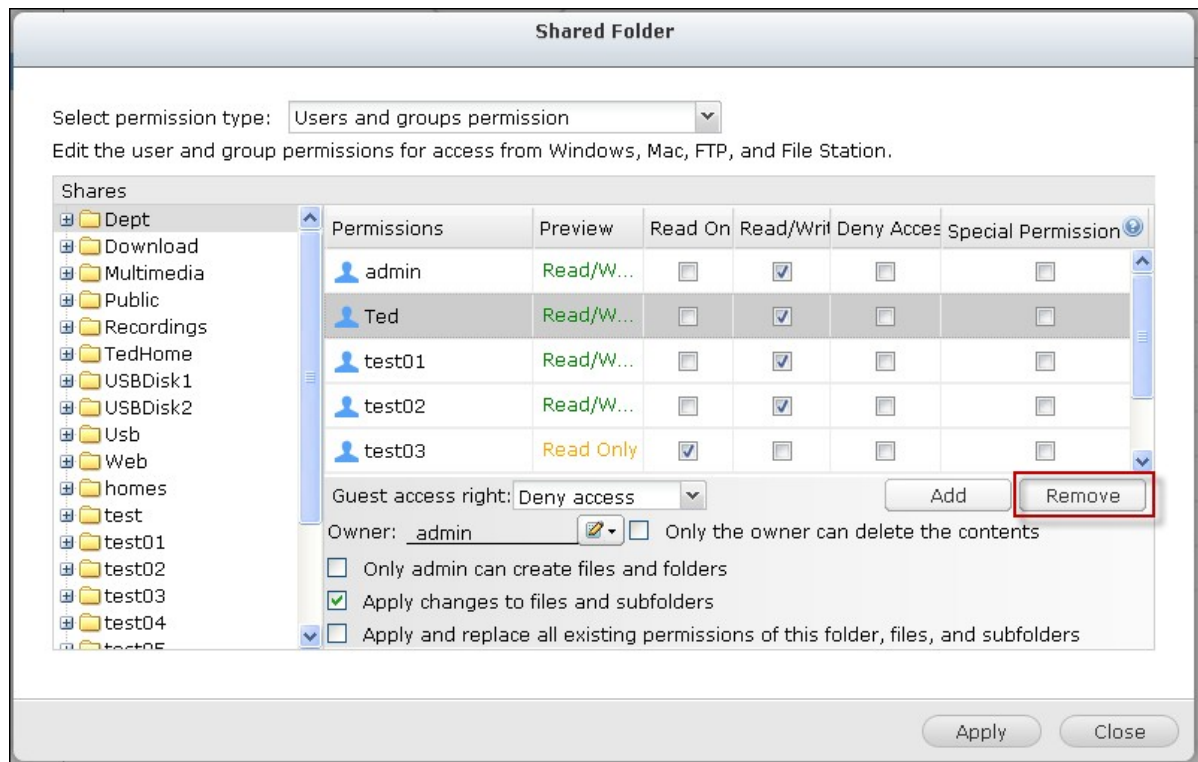 Shared Folder
Select permission type: Users and groups permission
Edit the user and group permissions for access from Windows, Mac, FTP, and File Station.
Shares
Dept
Download
Multimedia
Public
Recordings
TedHome
USBDisk1
USBDisk2
Usb
Web
homes
test
test01
test02
test03
test04
Permissions Preview Read On Read/Writ Deny Acces Special Permission
admin Read/W...
Ted Read/W...
test01 Read/W...
test02 Read/W...
test03 Read Only
Guest access right: Deny access Add Remove
Owner: admin Only the owner can delete the contents
Only admin can create files and folders
Apply changes to files and subfolders
Apply and replace all existing permissions of this folder, files, and subfolders
Apply Close